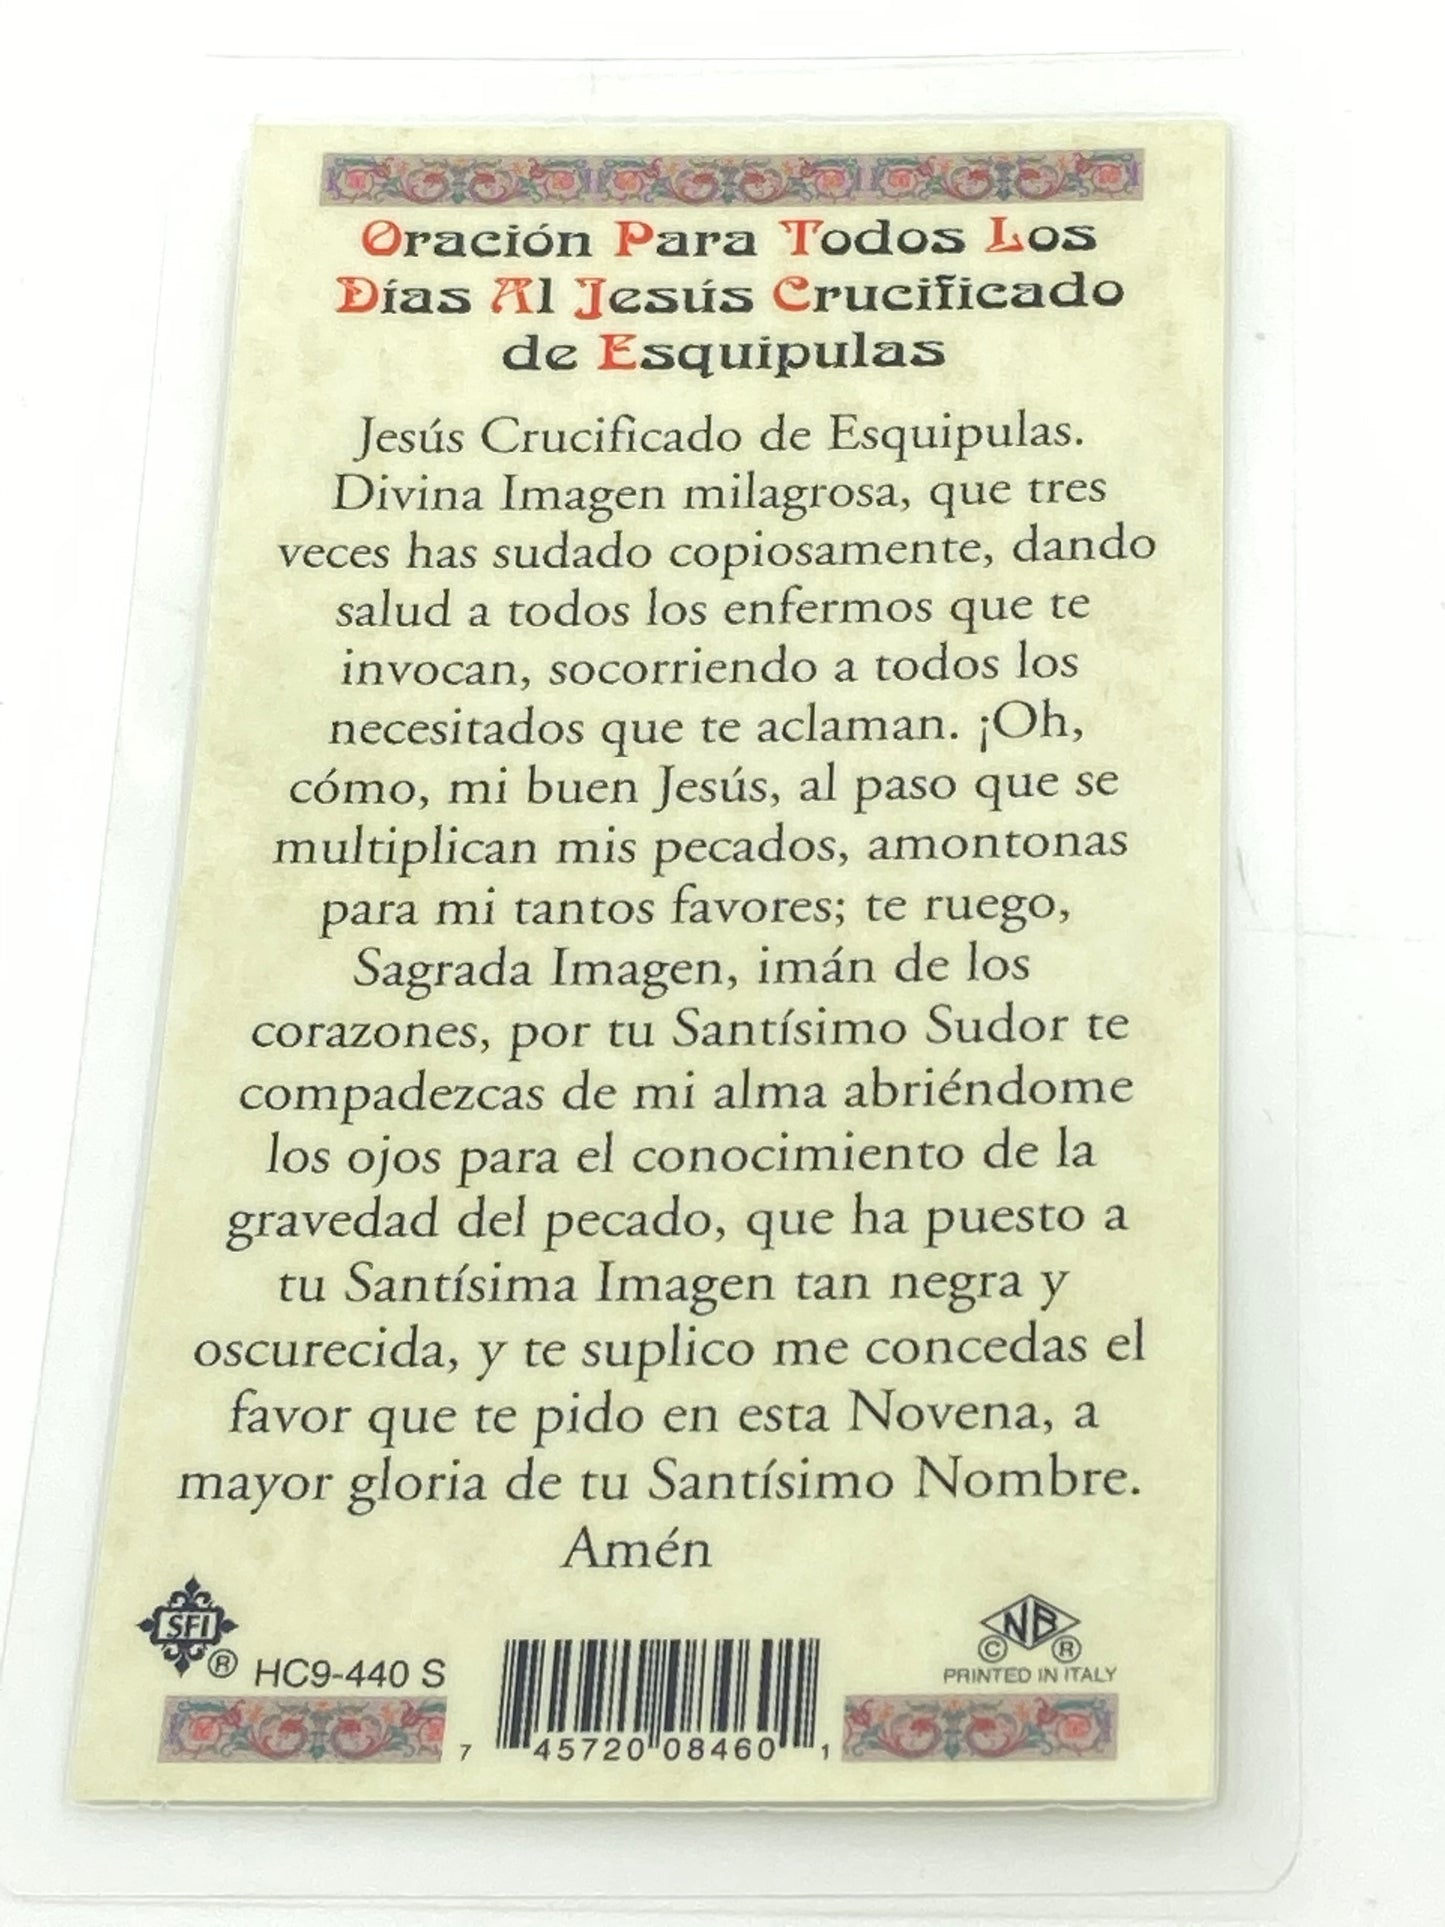 Oración Para Todos Los
Días Al Jesús Crucificado
de Esquipulas
Jesús Crucificado de Esquipulas.
Divina Imagen milagrosa, que tres
veces has sudado copiosamente, dando
salud a todos los enfermos que te
invocan, socorriendo a todos los
necesitados que te aclaman. ¡Oh,
cómo, mi buen Jesús, al paso que se
multiplican mis pecados, amontonas
para mi tantos favores; te ruego,
Sagrada Imagen, imán de los
corazones, por tu Santísimo Sudor te
compadezcas de mi alma abriéndome
los ojos para el conocimiento de la
gravedad del pecado, que ha puesto a
tu Santísima Imagen tan negra y
oscurecida, y te suplico me concedas el
favor que te pido en esta Novena, a
mayor gloria de tu Santísimo Nombre.
Amén
SFI ® HC9-440 S
NB
© ®
PRINTED IN ITALY
7 45720 08460 1